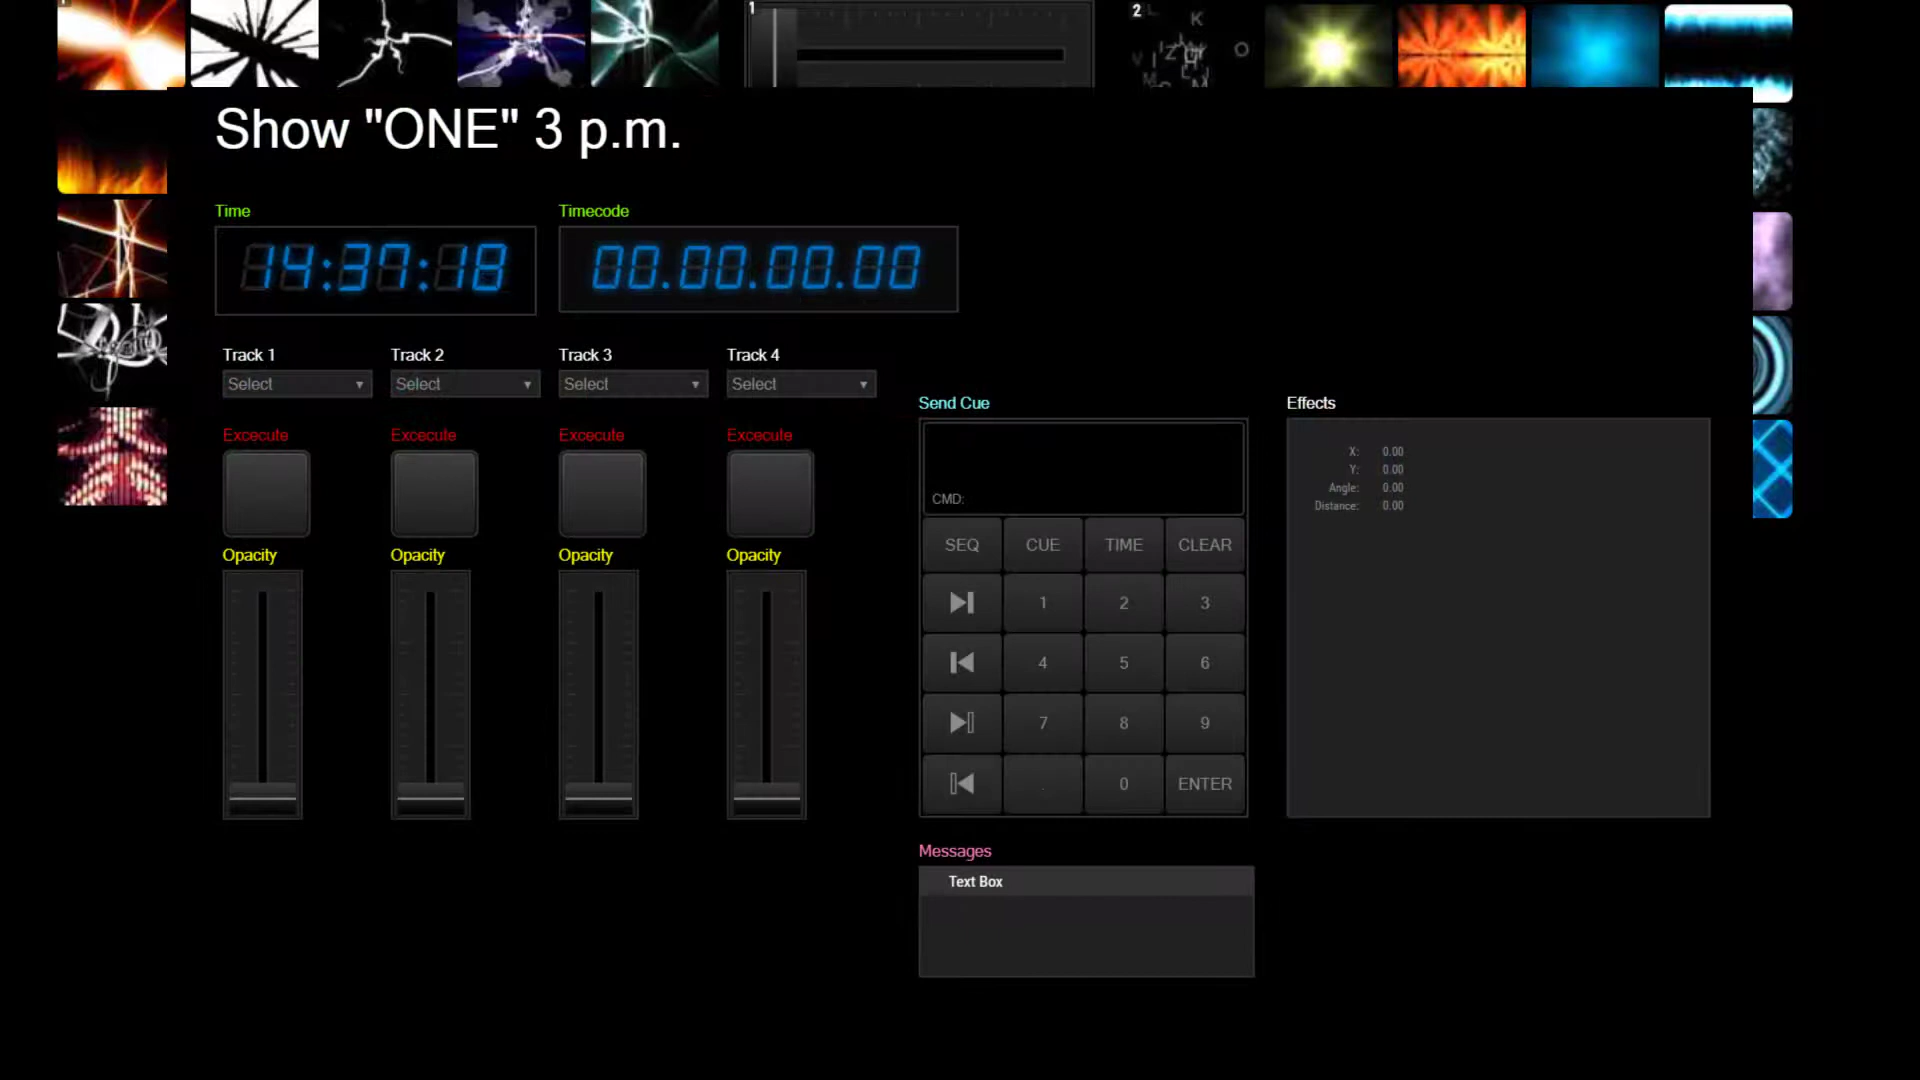 1
2
K
O
Show "ONE" 3 p.m.
Time
Timecode
14:37:18
00.00.00.00
Track 1
Track 2
Track 3
Track 4
Select
Select
Select
Select
Send Cue
Effects
Excecute
Excecute
Excecute
Excecute
X: 0.00
Y: 0.00
Angle: 0.00
Distance: 0.00
CMD:
SEQ CUE TIME CLEAR
Opacity
Opacity
Opacity
Opacity
1 2 3
4 5 6
7 8 9
. 0 ENTER
Messages
Text Box